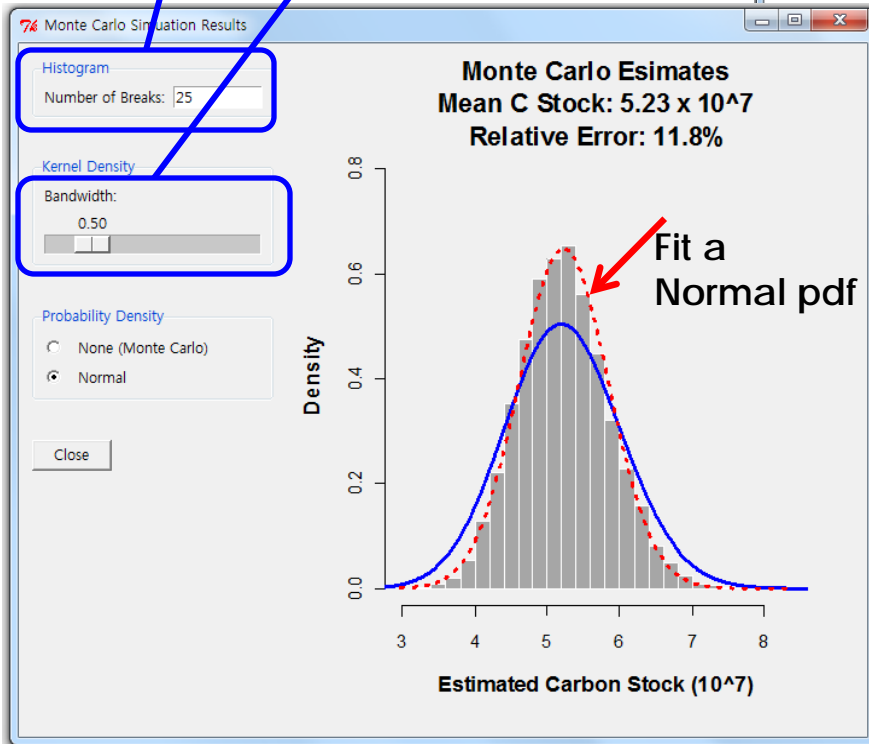 Monte Carlo Simuation Results
Histogram
Number of Breaks: 25
Kernel Density
Bandwidth:
0.50
Probability Density
None (Monte Carlo)
Normal
Close
Monte Carlo Esimates
Mean C Stock: 5.23 x 10^7
Relative Error: 11.8%
Fit a
Normal pdf
Density
0.8
0.6
0.4
0.2
0.0
3 4 5 6 7 8
Estimated Carbon Stock (10^7)